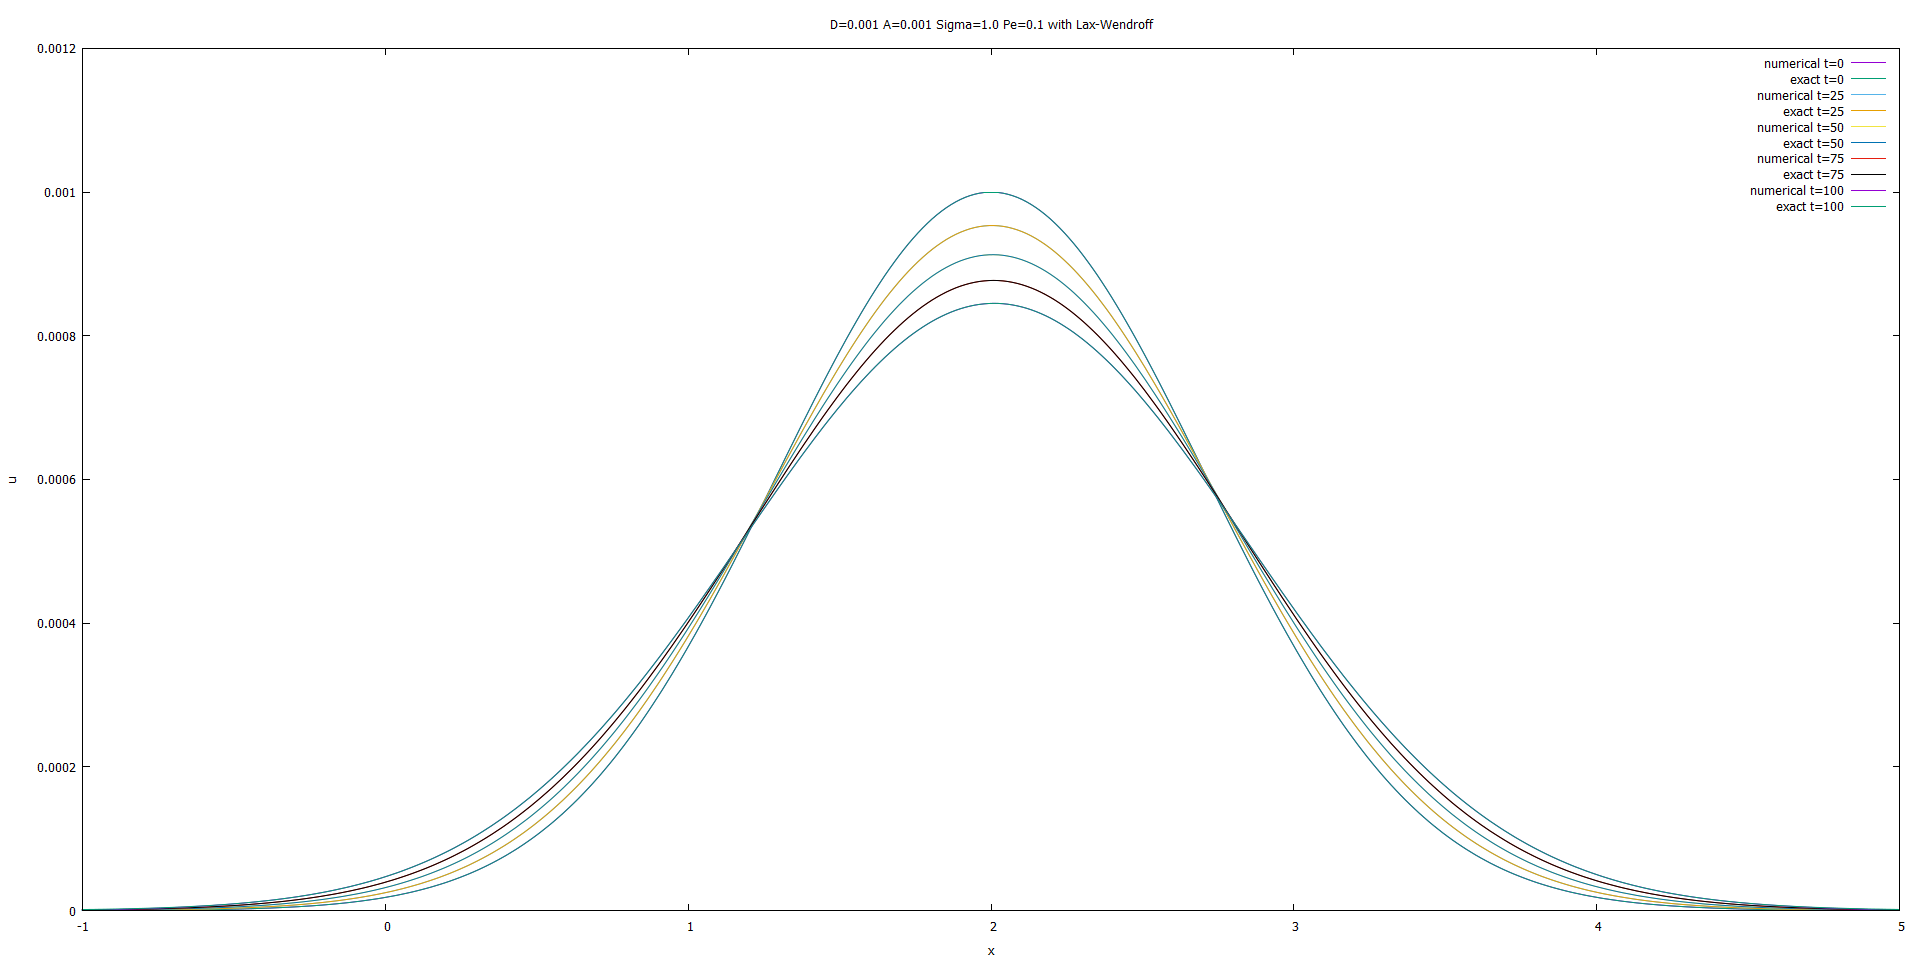 D=0.001 A=0.001 Sigma=1.0 Pe=0.1 with Lax-Wendroff
numerical t=0
exact t=0
numerical t=25
exact t=25
numerical t=50
exact t=50
numerical t=75
exact t=75
numerical t=100
exact t=100
0.0012
0.001
0.0008
0.0006
0.0004
0.0002
0
u
-1 0 1 2 3 4 5
x